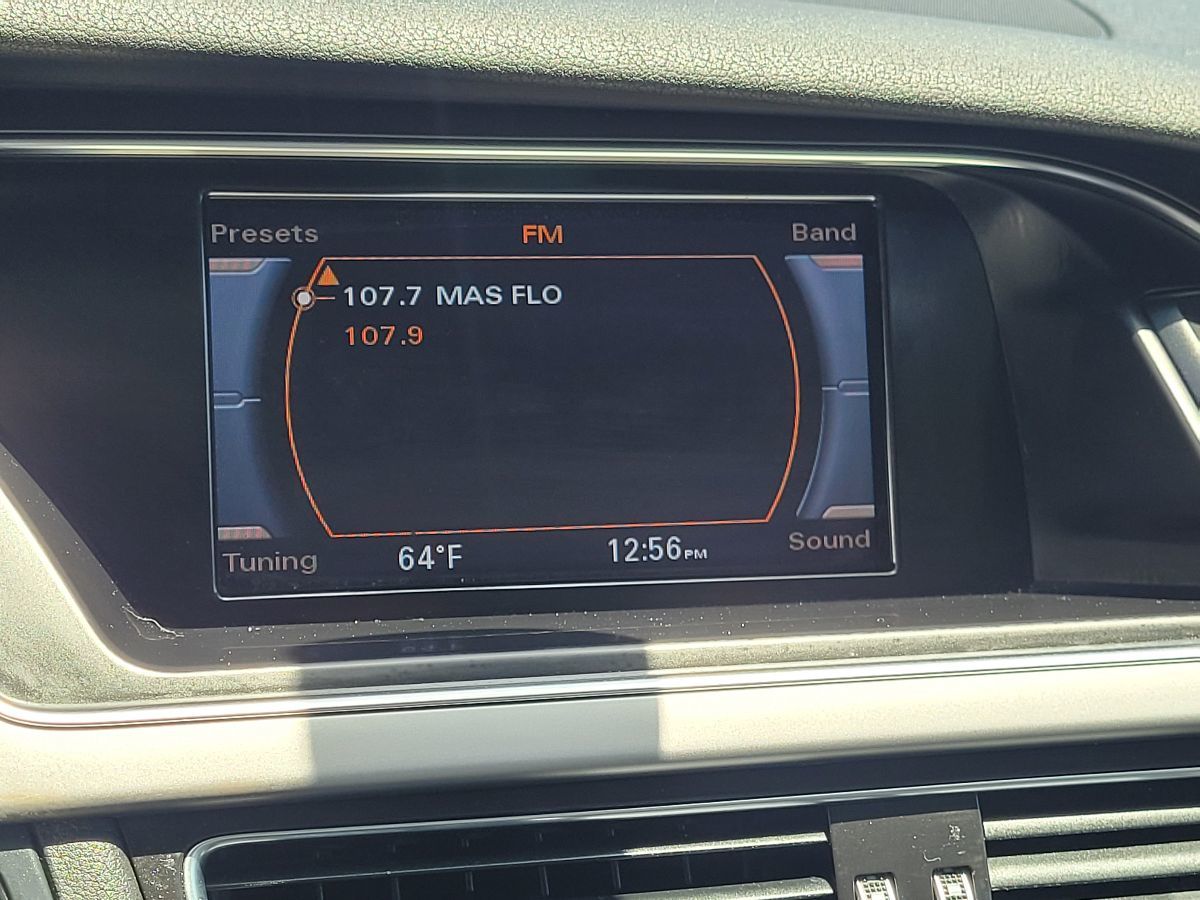 Presets FM Band
107.7 MAS FLO
107.9
Tuning 64°F 12:56PM Sound